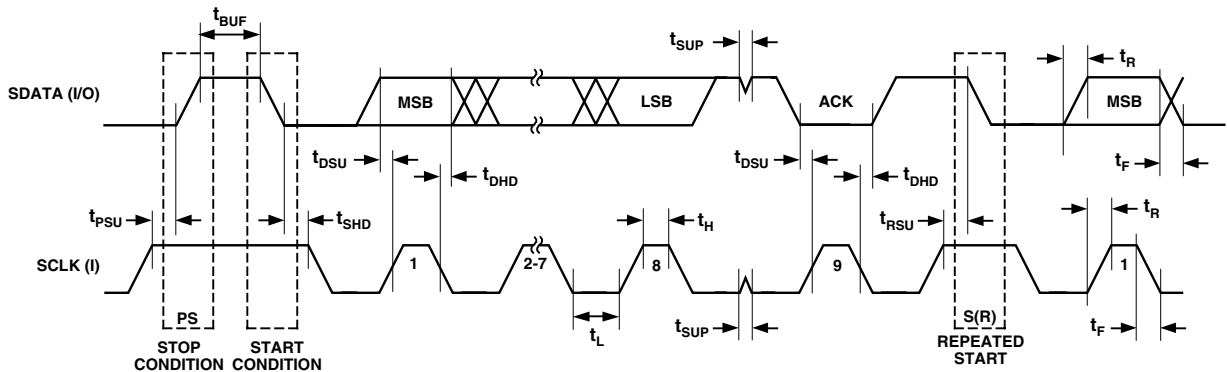 tBUF
tSUP
tR
SDATA (I/O)
MSB
LSB
ACK
MSB
tDSU
tDHD
tDSU
tDHD
tF
tPSU
tSHD
tH
tRSU
tR
SCLK (I)
1
2-7
8
9
1
PS
tL
tSUP
S(R)
tF
STOP
CONDITION
START
CONDITION
REPEATED
START